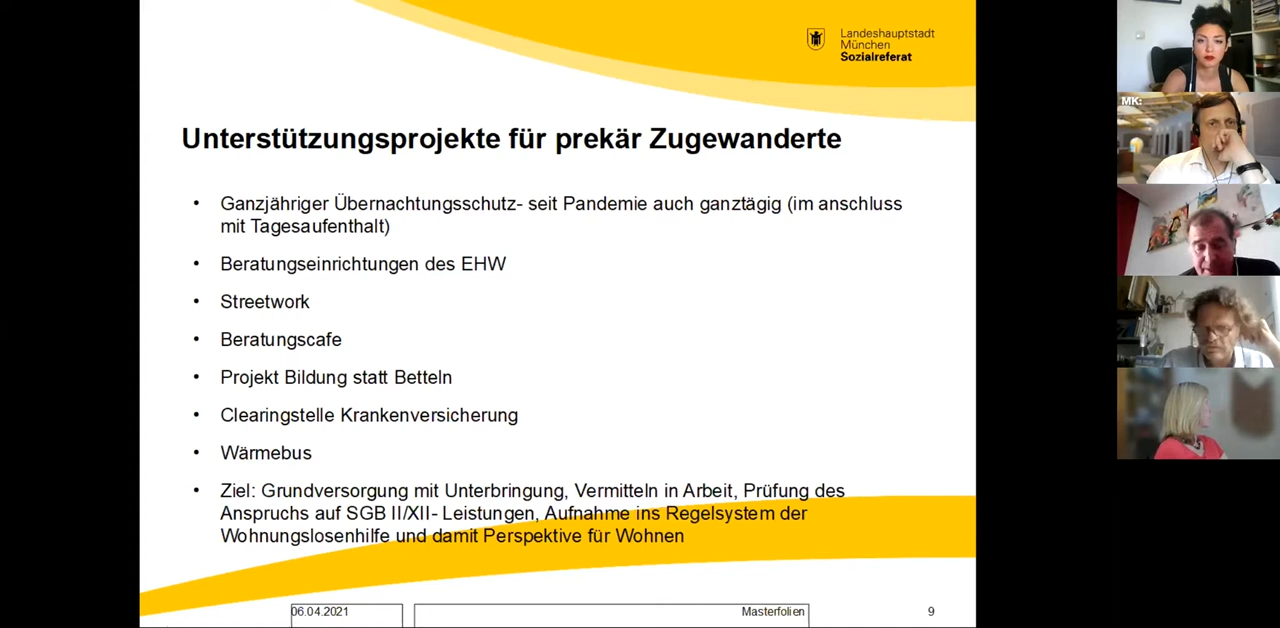 Landeshauptstadt
München
Sozialreferat
MK:
Unterstützungsprojekte für prekär Zugewanderte
• Ganzjähriger Übernachtungsschutz- seit Pandemie auch ganztägig (im anschluss
mit Tagesaufenthalt)
• Beratungseinrichtungen des EHW
• Streetwork
• Beratungscafe
• Projekt Bildung statt Betteln
• Clearingstelle Krankenversicherung
• Wärmebus
• Ziel: Grundversorgung mit Unterbringung, Vermitteln in Arbeit, Prüfung des
Anspruchs auf SGB II/XII- Leistungen, Aufnahme ins Regelsystem der
Wohnungslosenhilfe und damit Perspektive für Wohnen
06.04.2021
Masterfolien
9